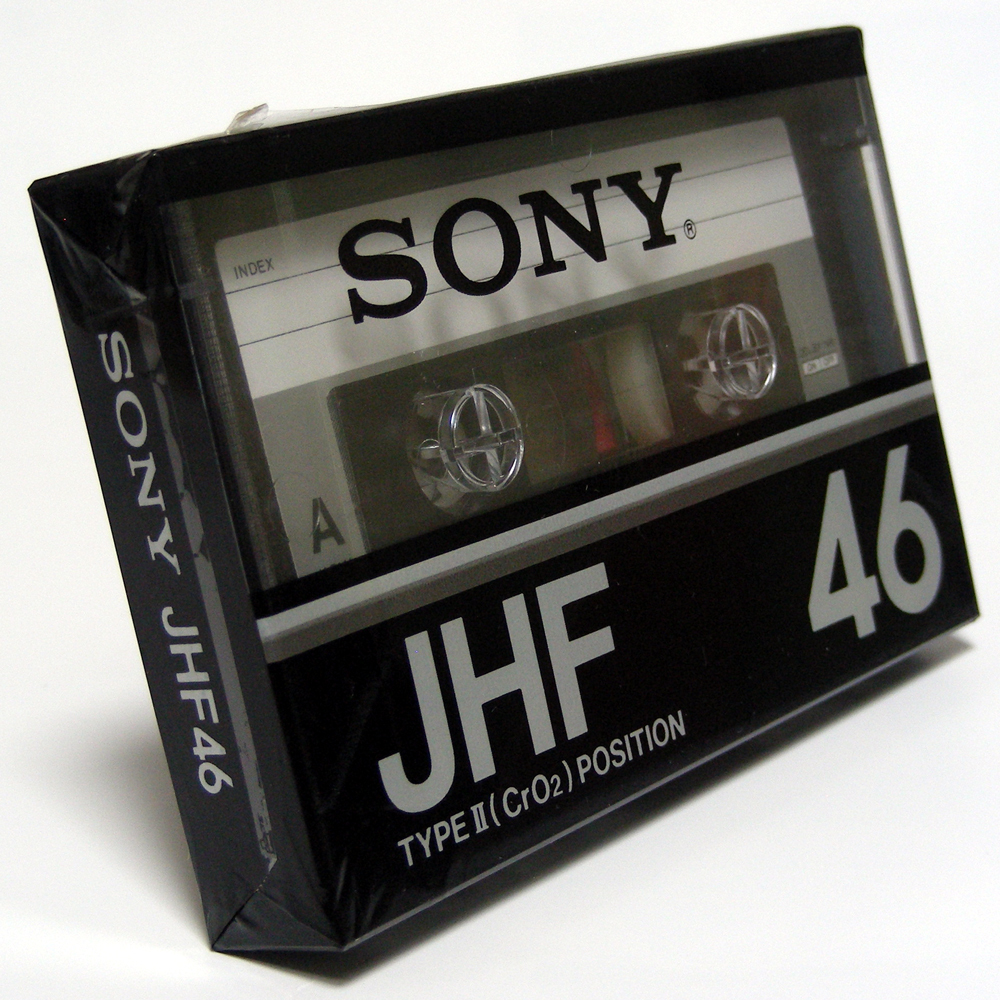 SONY®
INDEX
A
JHF 46
TYPE II (CrO2) POSITION
SONY JHF46